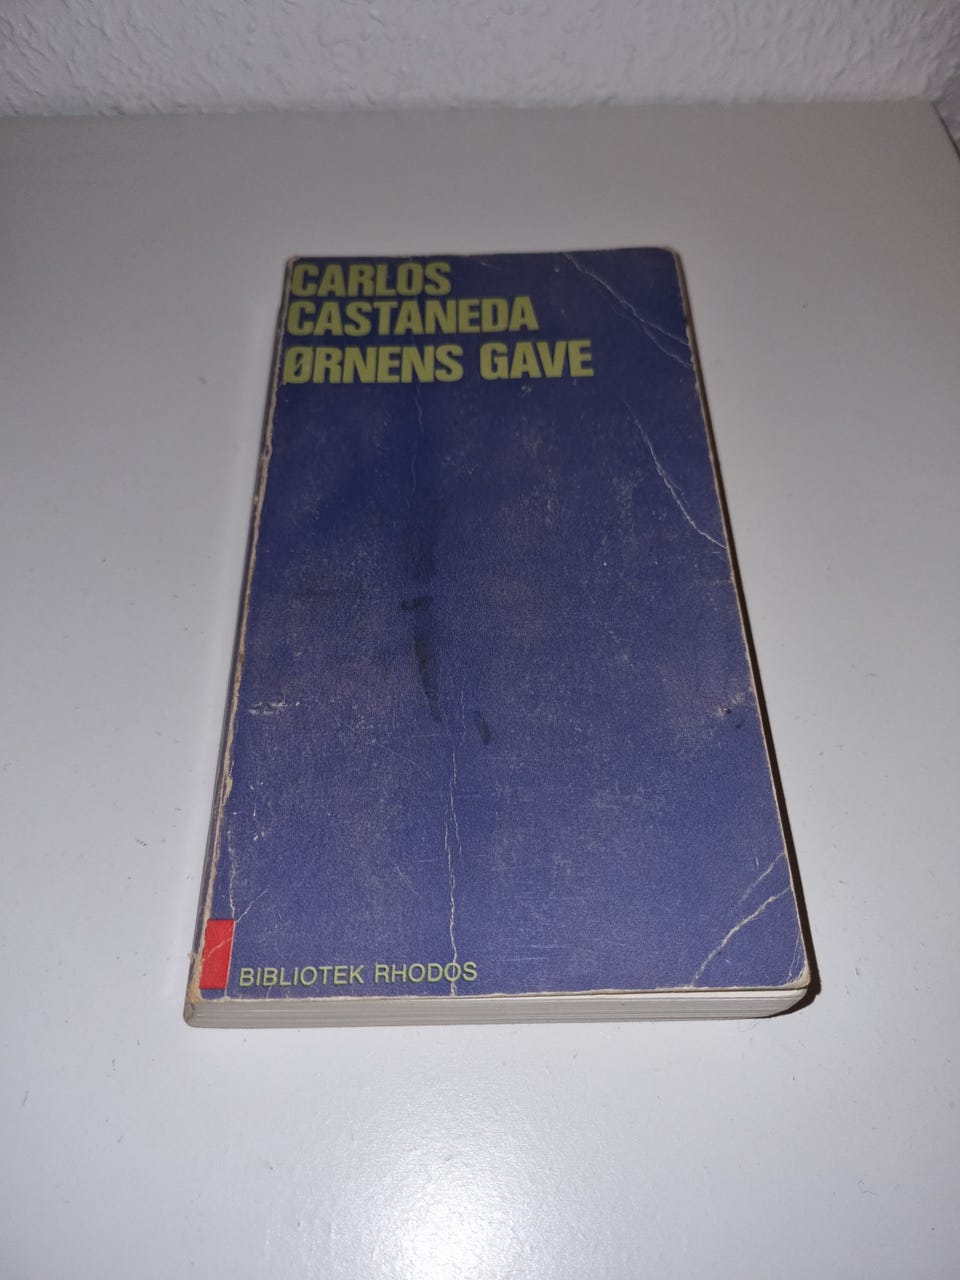 CARLOS
CASTANEDA
ØRNENS GAVE
BIBLIOTEK RHODOS